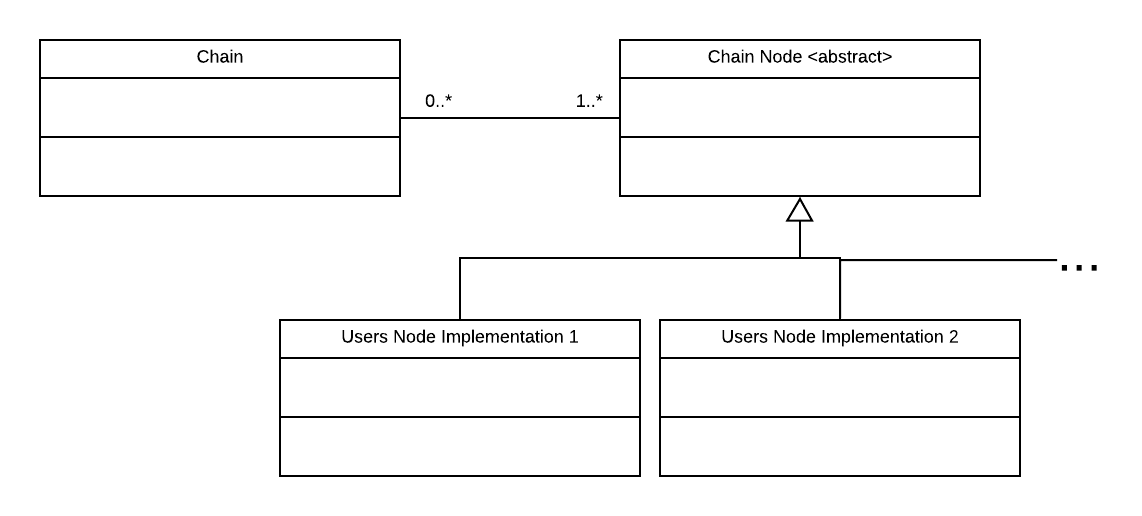 Chain
Chain Node <abstract>
0..*
1..*
...
Users Node Implementation 1
Users Node Implementation 2